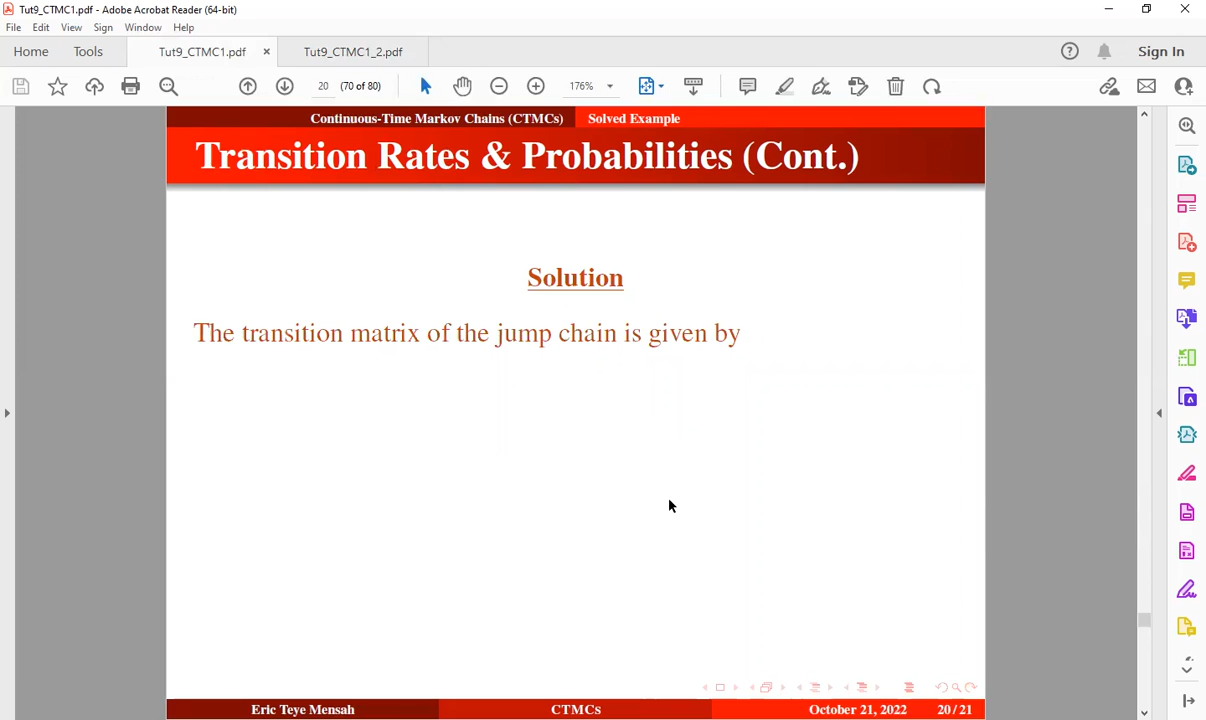 Tut9_CTMC1.pdf - Adobe Acrobat Reader (64-bit)
File Edit View Sign Window Help
Home Tools Tut9_CTMC1.pdf × Tut9_CTMC1_2.pdf Sign In
20 (70 of 80) 176%
Continuous-Time Markov Chains (CTMCs) Solved Example
Transition Rates & Probabilities (Cont.)
Solution
The transition matrix of the jump chain is given by
Eric Teye Mensah CTMCs October 21, 2022 20/21